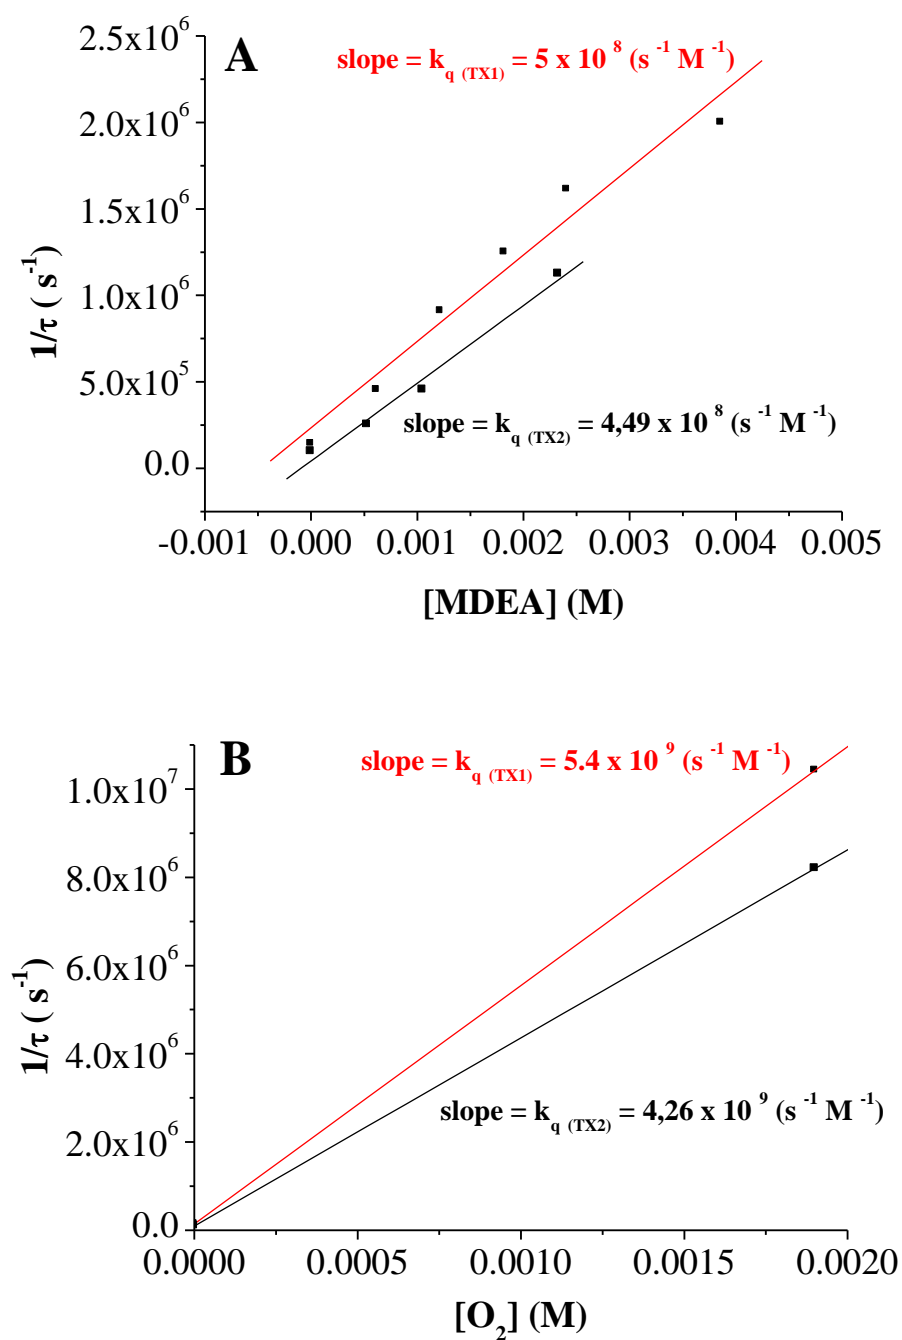 A
slope = k q (TX1) = 5 x 10 8 (s -1 M -1)
2.5x10 6
2.0x10 6
1.5x10 6
1.0x10 6
5.0x10 5
0.0
1/τ ( s -1)
slope = k q (TX2) = 4,49 x 10 8 (s -1 M -1)
-0.001 0.000 0.001 0.002 0.003 0.004 0.005
[MDEA] (M)
B
slope = k q (TX1) = 5.4 x 10 9 (s -1 M -1)
1.0x10 7
8.0x10 6
6.0x10 6
4.0x10 6
2.0x10 6
0.0
1/τ ( s -1)
slope = k q (TX2) = 4,26 x 10 9 (s -1 M -1)
0.0000 0.0005 0.0010 0.0015 0.0020
[O2] (M)